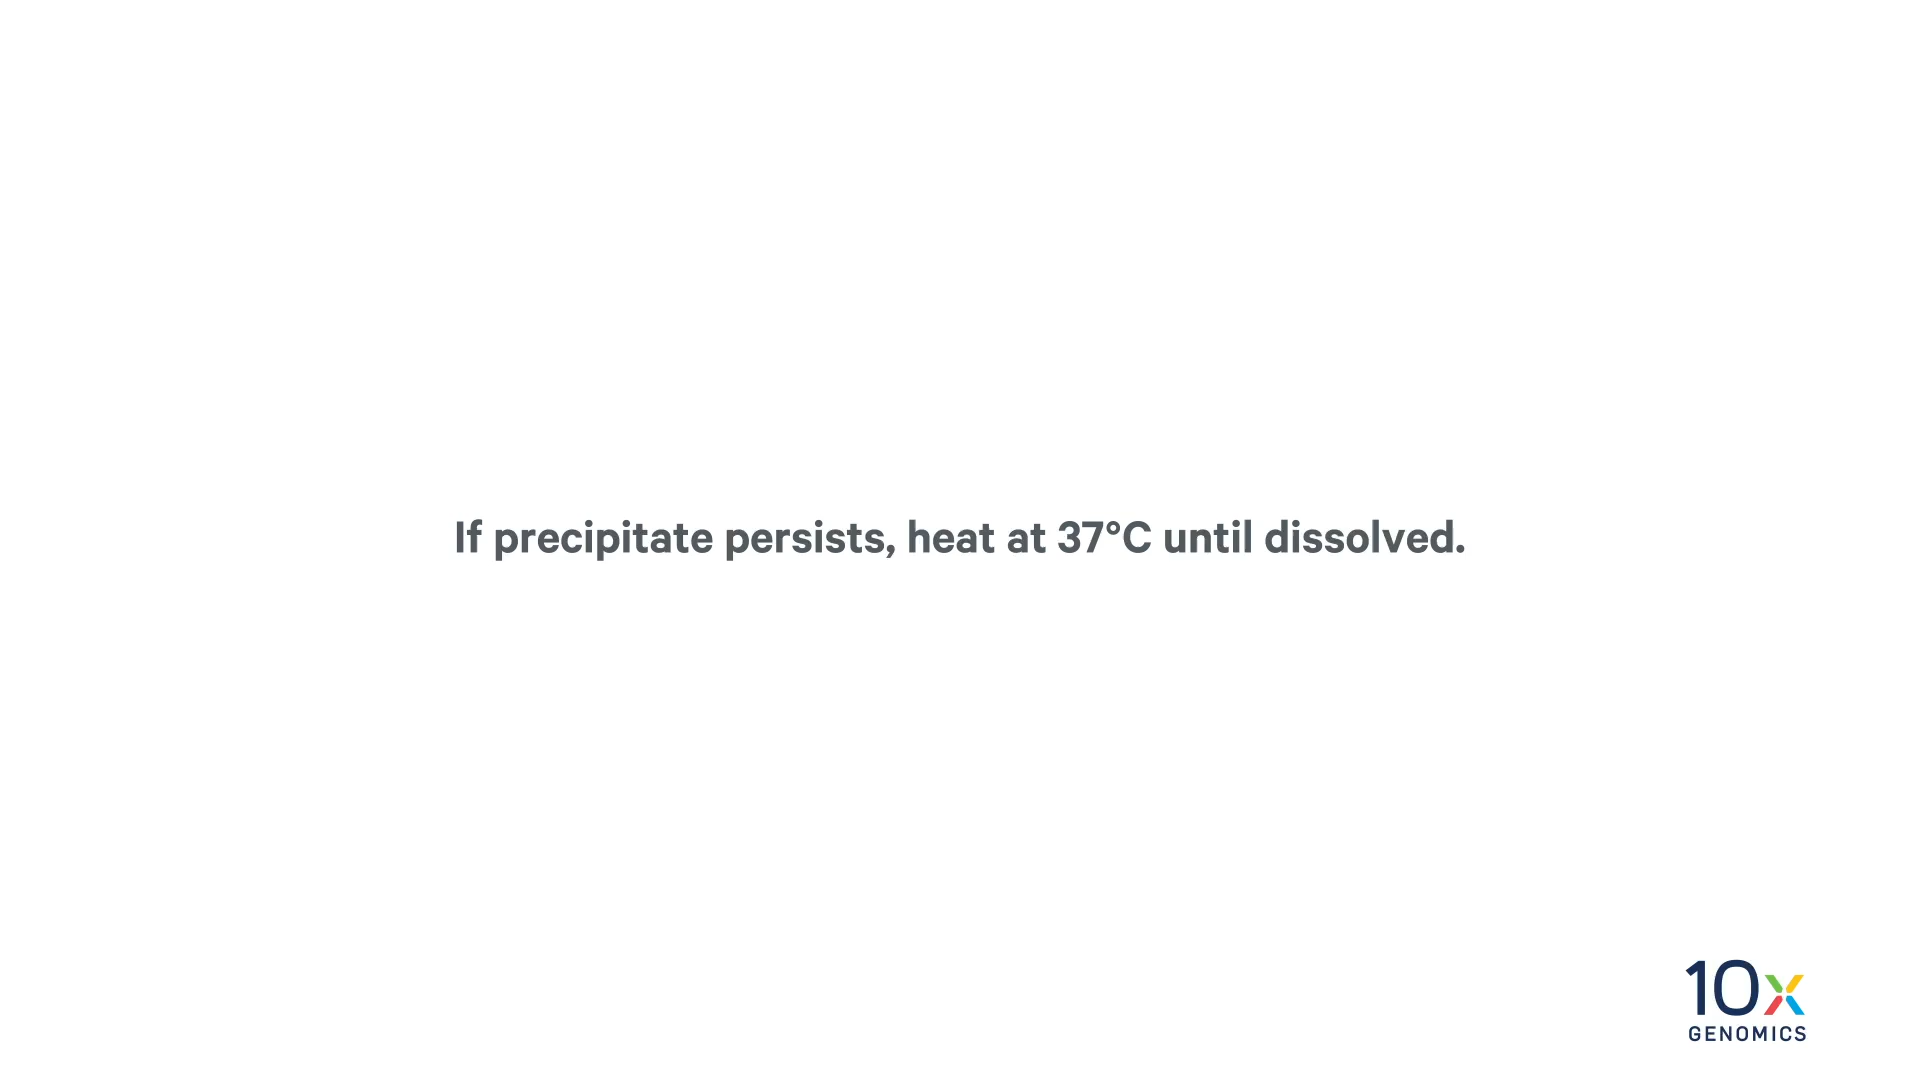 If precipitate persists, heat at 37°C until dissolved.
10x
GENOMICS